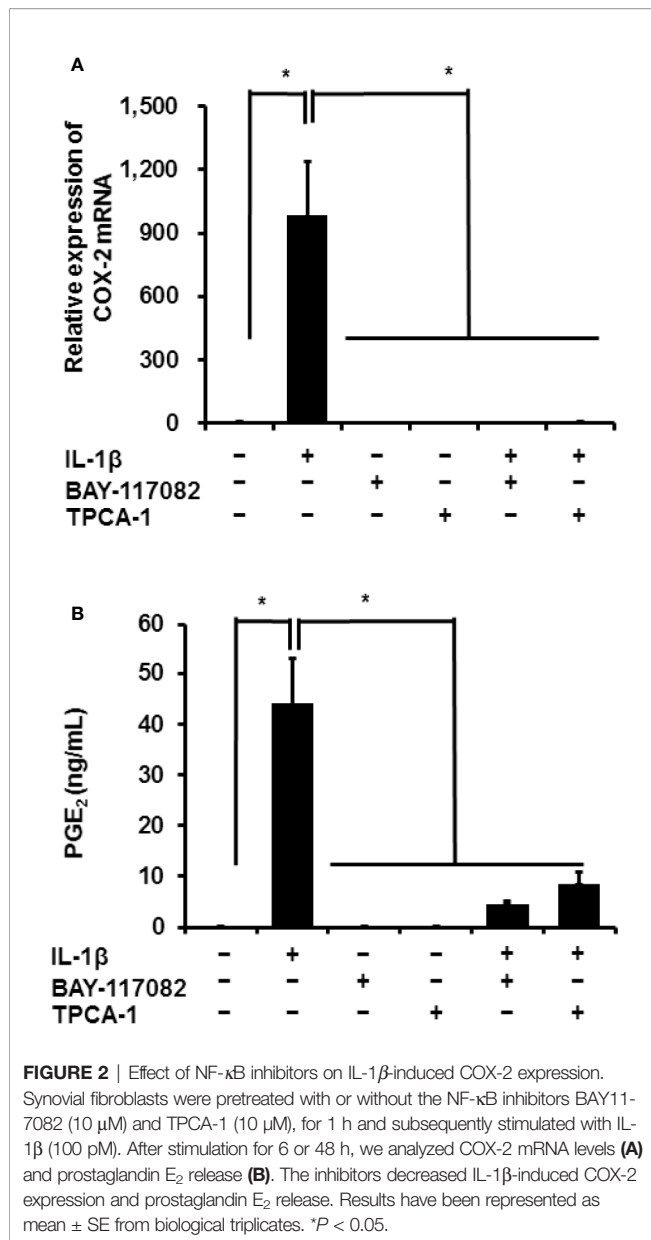 A
* *
Relative expression of
COX-2 mRNA
1,500
1,200
900
600
300
0
IL-1β – + – – + +
BAY-117082 – – + – + –
TPCA-1 – – – + – +
B
* *
PGE₂ (ng/mL)
60
50
40
30
20
10
0
IL-1β – + – – + +
BAY-117082 – – + – + –
TPCA-1 – – – + – +
FIGURE 2 | Effect of NF-κB inhibitors on IL-1β-induced COX-2 expression.
Synovial fibroblasts were pretreated with or without the NF-κB inhibitors BAY11-
7082 (10 μM) and TPCA-1 (10 μM), for 1 h and subsequently stimulated with IL-
1β (100 pM). After stimulation for 6 or 48 h, we analyzed COX-2 mRNA levels (A)
and prostaglandin E₂ release (B). The inhibitors decreased IL-1β-induced COX-2
expression and prostaglandin E₂ release. Results have been represented as
mean ± SE from biological triplicates. *P < 0.05.